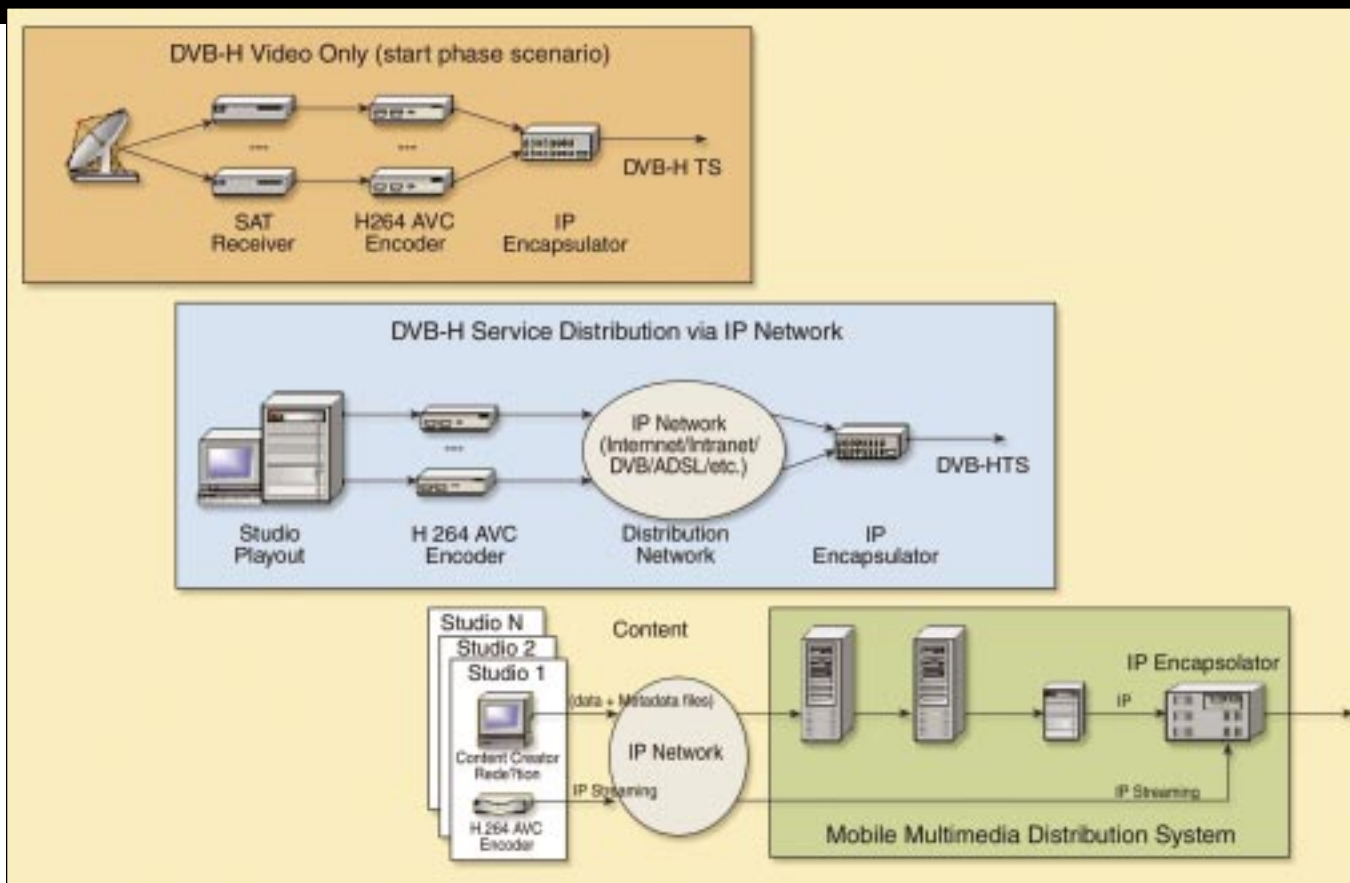 DVB-H Video Only (start phase scenario)
...
...
DVB-H TS
SAT
Receiver
H264 AVC
Encoder
IP
Encapsulator
DVB-H Service Distribution via IP Network
...
IP Network
(Internnet/Intranet/
DVB/ADSL/etc.)
DVB-HTS
Studio
Playout
H 264 AVC
Encoder
Distribution
Network
IP
Encapsulator
Studio N
Studio 2
Studio 1
Content
(data + Metadata files)
Content Creator
Rede?tion
IP Network
IP Streaming
H.264 AVC
Encoder
IP Encapsolator
IP
IP Streaming
Mobile Multimedia Distribution System